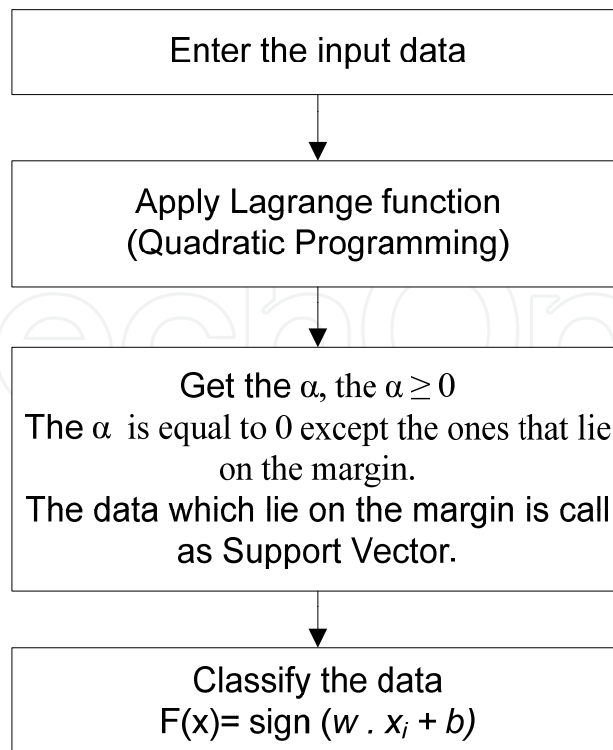 Enter the input data
Apply Lagrange function
(Quadratic Programming)
Get the α, the α ≥ 0
The α is equal to 0 except the ones that lie
on the margin.
The data which lie on the margin is call
as Support Vector.
Classify the data
F(x)= sign (w . xᵢ + b)